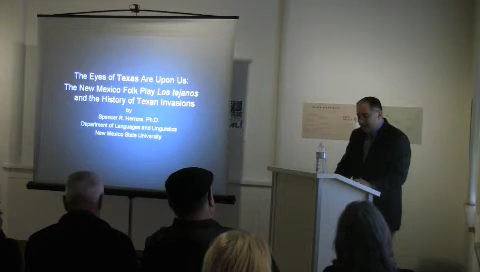 The Eyes of Texas Are Upon Us:
The New Mexico Folk Play Los tejanos
and the History of Texan Invasions
by
Spencer R. Herrera, Ph.D.
Department of Languages and Linguistics
New Mexico State University